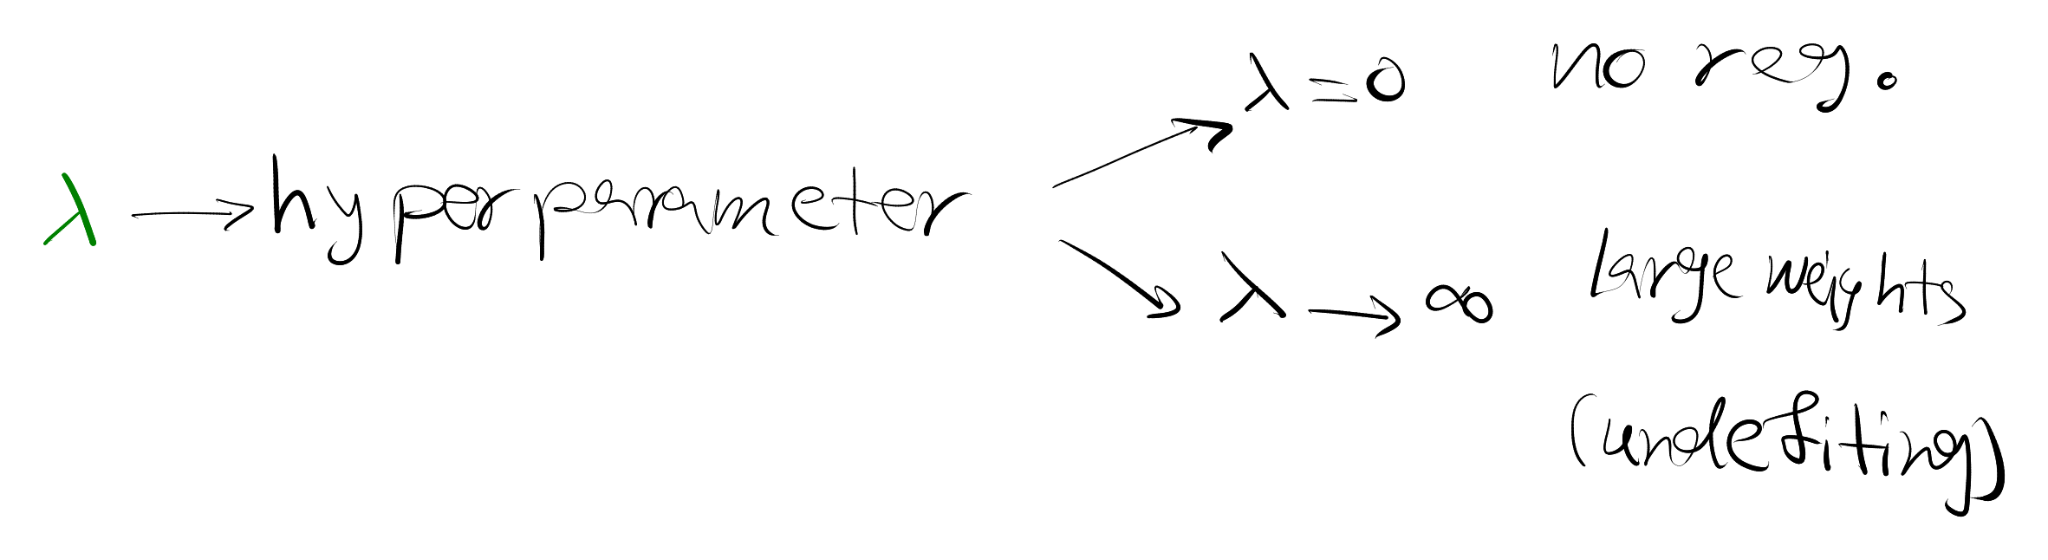 λ = 0 no reg.
λ → hyperparameter
λ → ∞ Large weights
(undefiting)